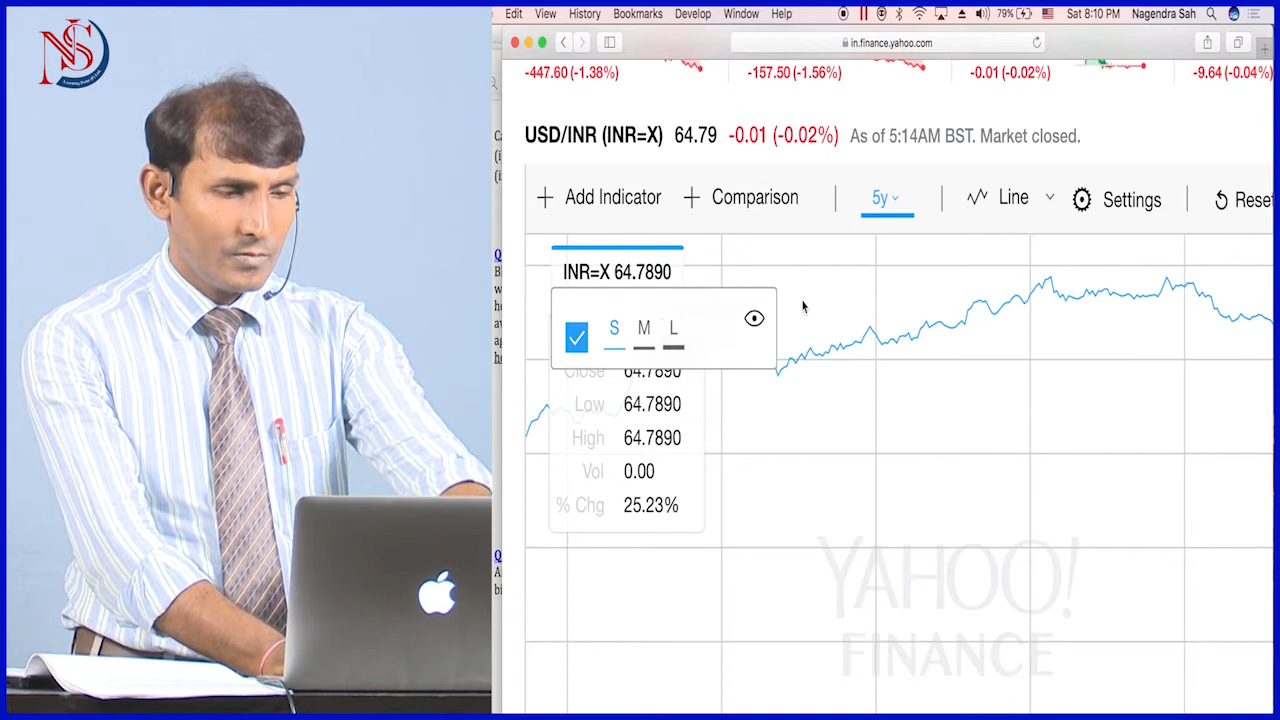 NSI
Learning Point (P) Ltd.
Edit View History Bookmarks Develop Window Help 79% Sat 8:10 PM Nagendra Sah
in.finance.yahoo.com
-447.60 (-1.38%) -157.50 (-1.56%) -0.01 (-0.02%) -9.64 (-0.04%)
USD/INR (INR=X) 64.79 -0.01 (-0.02%) As of 5:14AM BST. Market closed.
+ Add Indicator + Comparison 5y Line Settings Reset
INR=X 64.7890
S M L
Close 64.7890
Low 64.7890
High 64.7890
Vol 0.00
% Chg 25.23%
YAHOO!
FINANCE